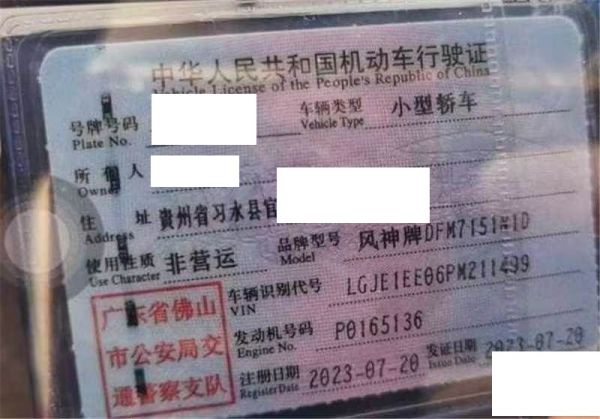 中华人民共和国机动车行驶证
Vehicle License of the People's Republic of China
号牌号码 车辆类型 小型轿车
Plate No. Vehicle Type
所有人
Owner
住 址 贵州省习水县官
Address
使用性质 非营运 品牌型号 风神牌DFM7151N1D
Use Character Model
车辆识别代号 LGJE1EE06PM211499
VIN
发动机号码 P0165136
Engine No.
注册日期 2023-07-20 发证日期 2023-07-20
Register Date Issue Date
广东省佛山
市公安局交
通警察支队